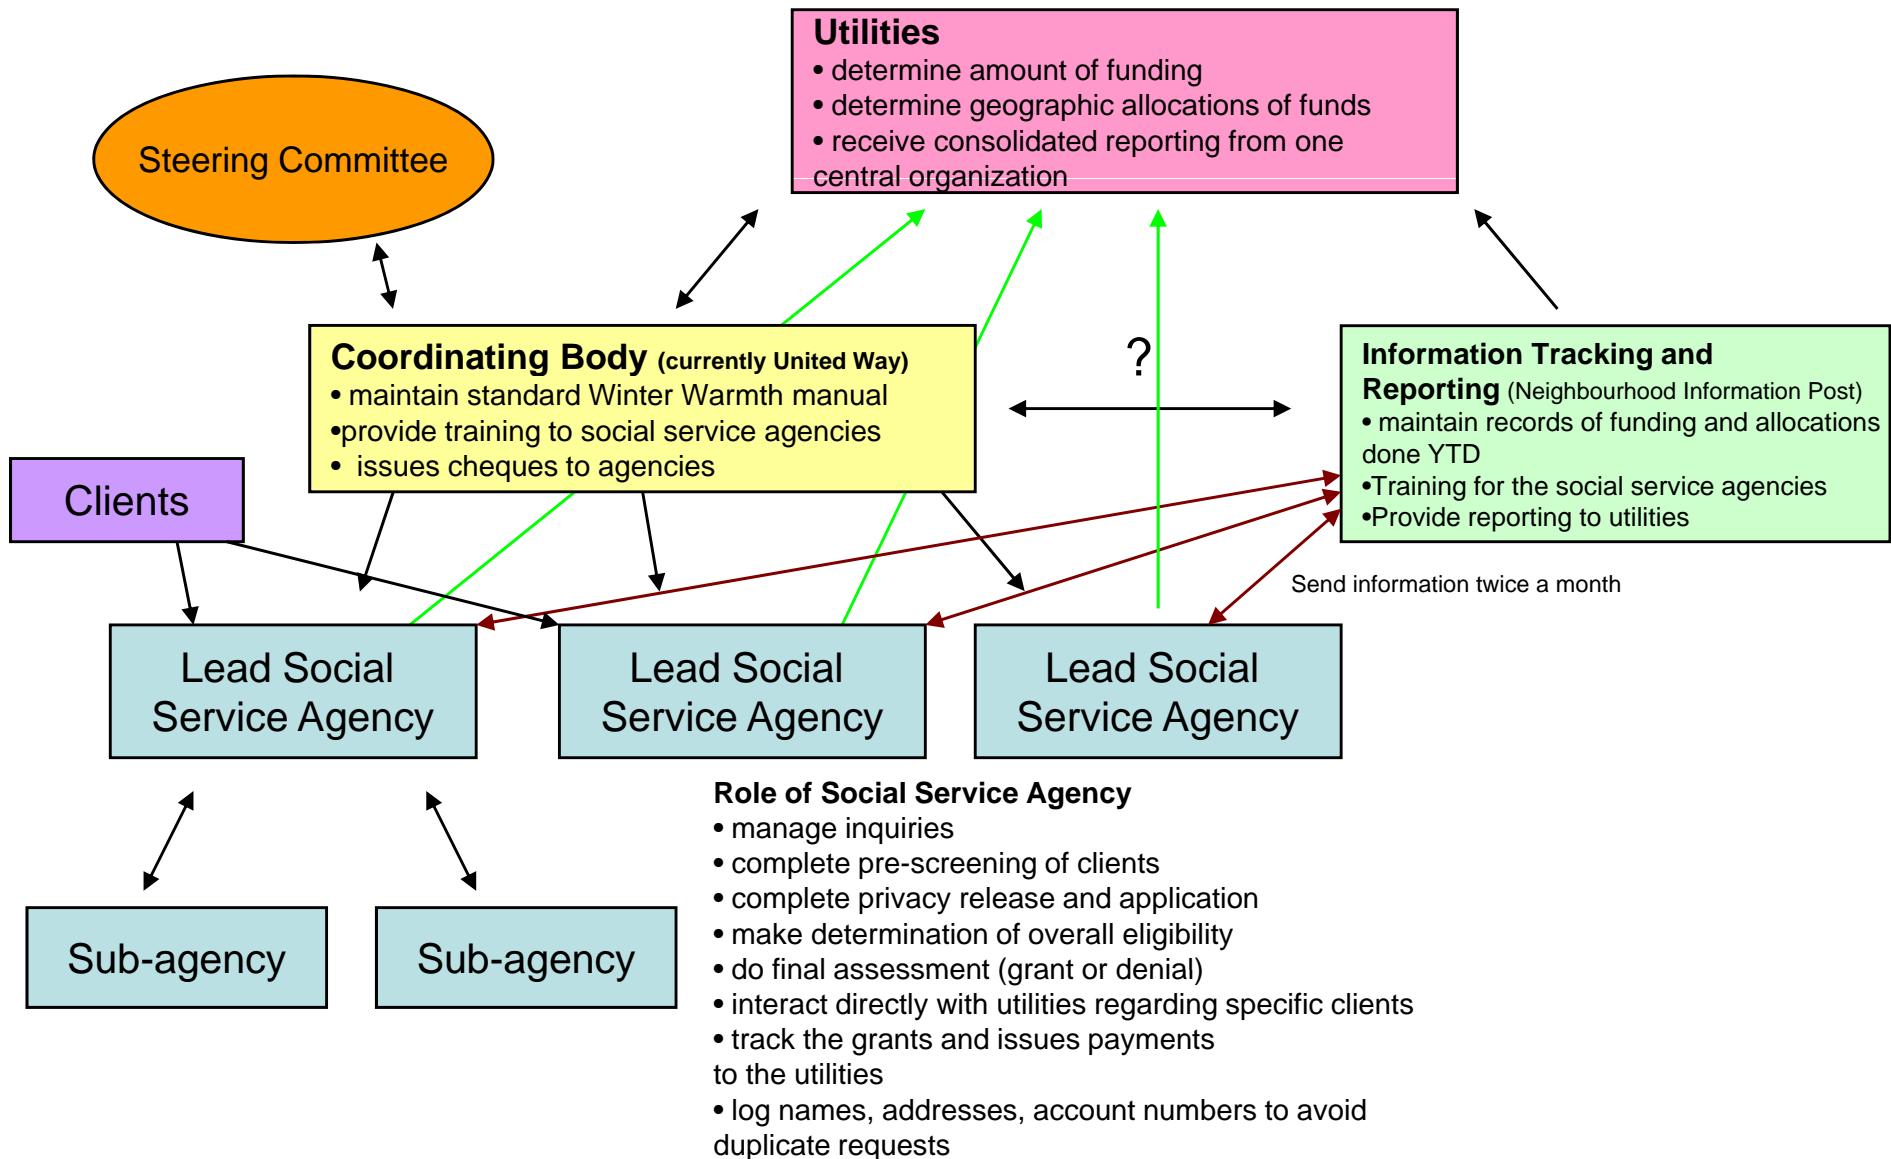 Utilities
• determine amount of funding
• determine geographic allocations of funds
• receive consolidated reporting from one
central organization
Steering Committee
Coordinating Body (currently United Way)
• maintain standard Winter Warmth manual
•provide training to social service agencies
• issues cheques to agencies
?
Information Tracking and
Reporting (Neighbourhood Information Post)
• maintain records of funding and allocations
done YTD
•Training for the social service agencies
•Provide reporting to utilities
Clients
Send information twice a month
Lead Social
Service Agency
Lead Social
Service Agency
Lead Social
Service Agency
Sub-agency
Sub-agency
Role of Social Service Agency
• manage inquiries
• complete pre-screening of clients
• complete privacy release and application
• make determination of overall eligibility
• do final assessment (grant or denial)
• interact directly with utilities regarding specific clients
• track the grants and issues payments
to the utilities
• log names, addresses, account numbers to avoid
duplicate requests